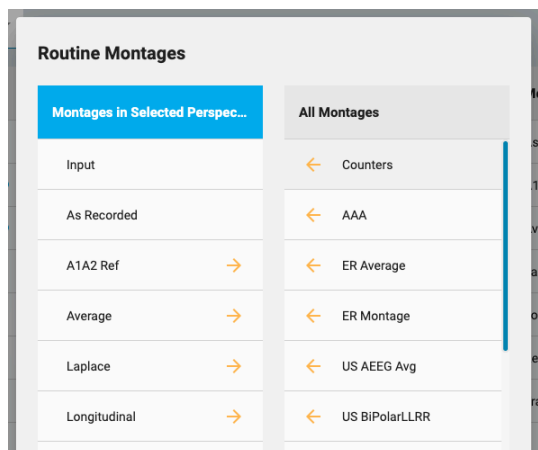 Routine Montages
Montages in Selected Perspec...
Input
As Recorded
A1A2 Ref
Average
Laplace
Longitudinal
All Montages
Counters
AAA
ER Average
ER Montage
US AEEG Avg
US BiPolarLLRR